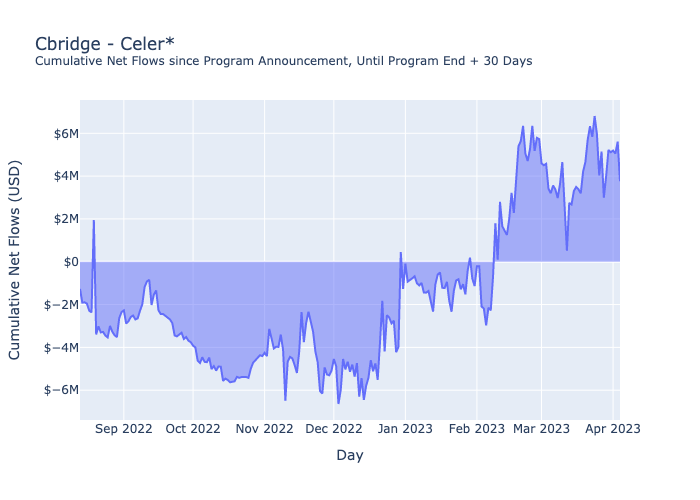 Cbridge - Celer*
Cumulative Net Flows since Program Announcement, Until Program End + 30 Days
Cumulative Net Flows (USD)
$6M
$4M
$2M
$0
$−2M
$−4M
$−6M
Sep 2022 Oct 2022 Nov 2022 Dec 2022 Jan 2023 Feb 2023 Mar 2023 Apr 2023
Day